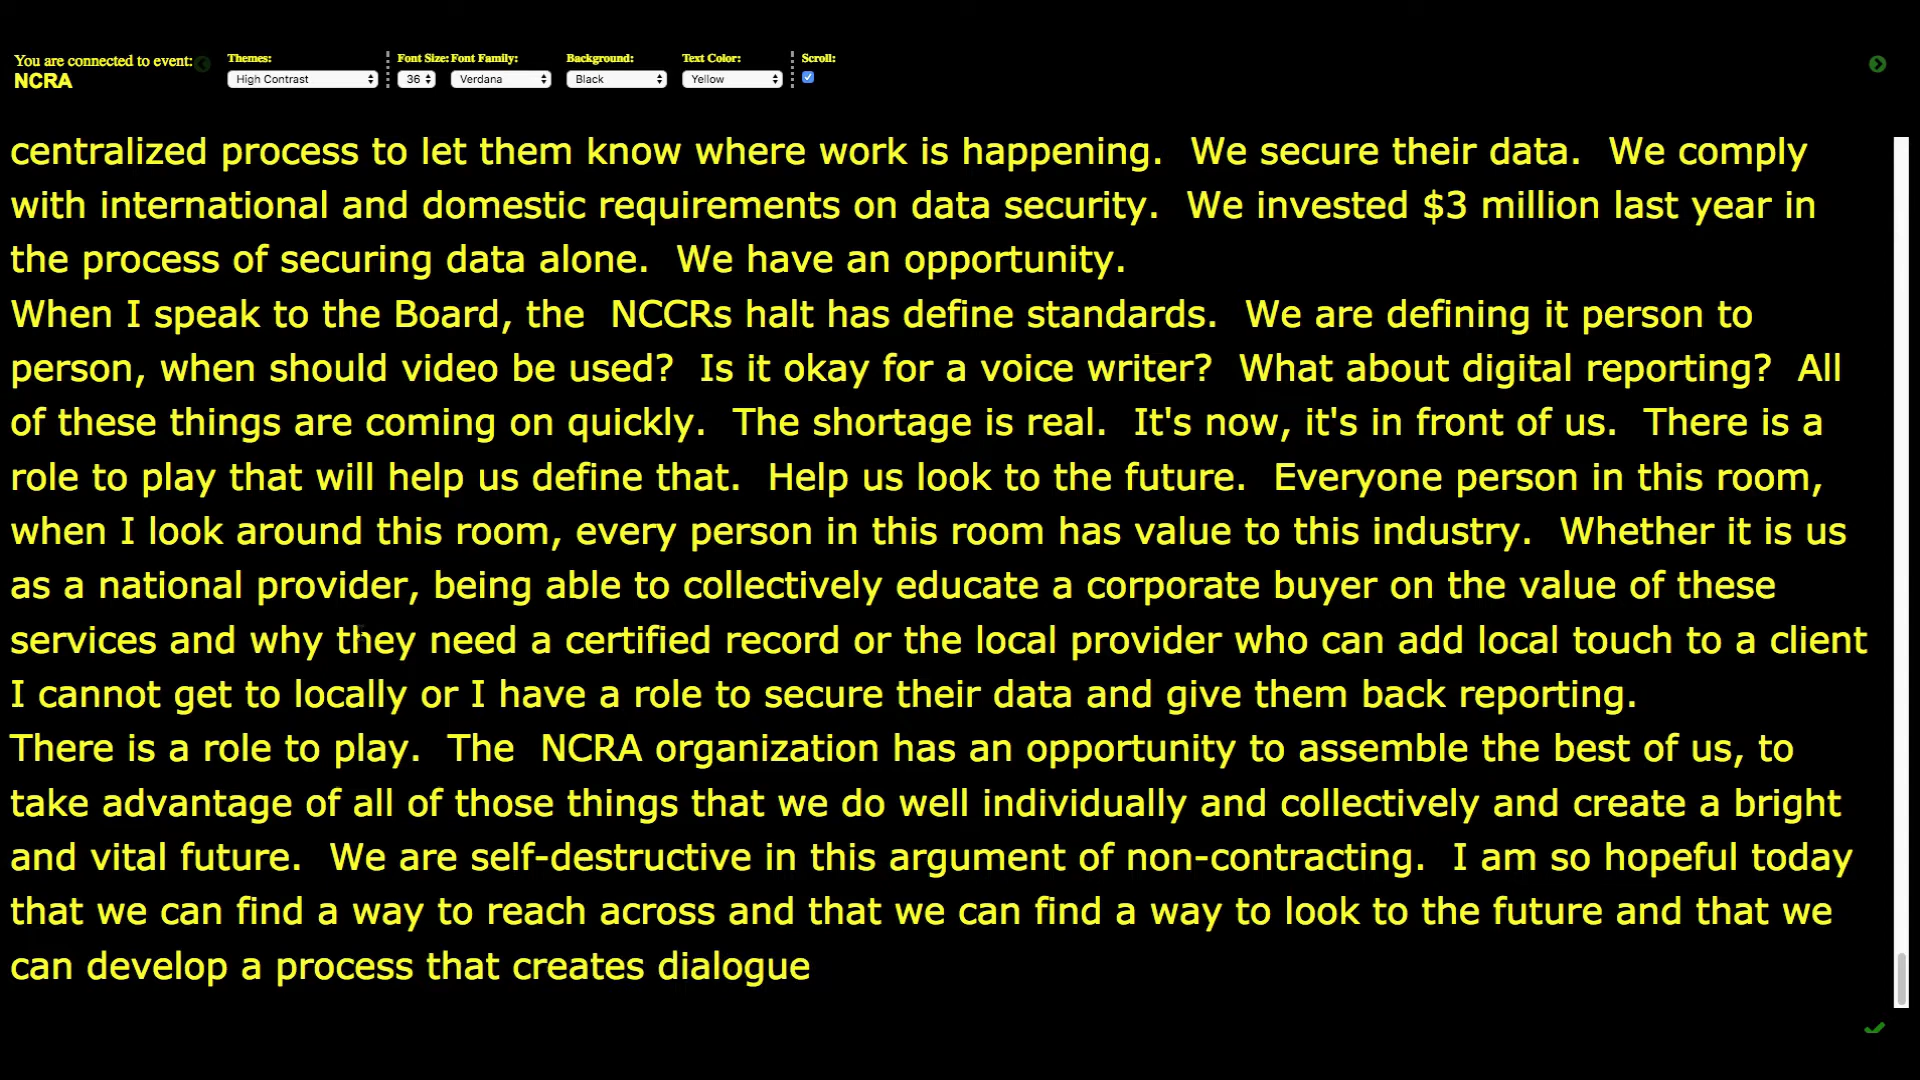 You are connected to event:
NCRA
Themes:
High Contrast
Font Size:
36
Font Family:
Verdana
Background:
Black
Text Color:
Yellow
Scroll:
centralized process to let them know where work is happening.  We secure their data.  We comply
with international and domestic requirements on data security.  We invested $3 million last year in
the process of securing data alone.  We have an opportunity.
When I speak to the Board, the  NCCRs halt has define standards.  We are defining it person to
person, when should video be used?  Is it okay for a voice writer?  What about digital reporting?  All
of these things are coming on quickly.  The shortage is real.  It's now, it's in front of us.  There is a
role to play that will help us define that.  Help us look to the future.  Everyone person in this room,
when I look around this room, every person in this room has value to this industry.  Whether it is us
as a national provider, being able to collectively educate a corporate buyer on the value of these
services and why they need a certified record or the local provider who can add local touch to a client
I cannot get to locally or I have a role to secure their data and give them back reporting.
There is a role to play.  The  NCRA organization has an opportunity to assemble the best of us, to
take advantage of all of those things that we do well individually and collectively and create a bright
and vital future.  We are self-destructive in this argument of non-contracting.  I am so hopeful today
that we can find a way to reach across and that we can find a way to look to the future and that we
can develop a process that creates dialogue